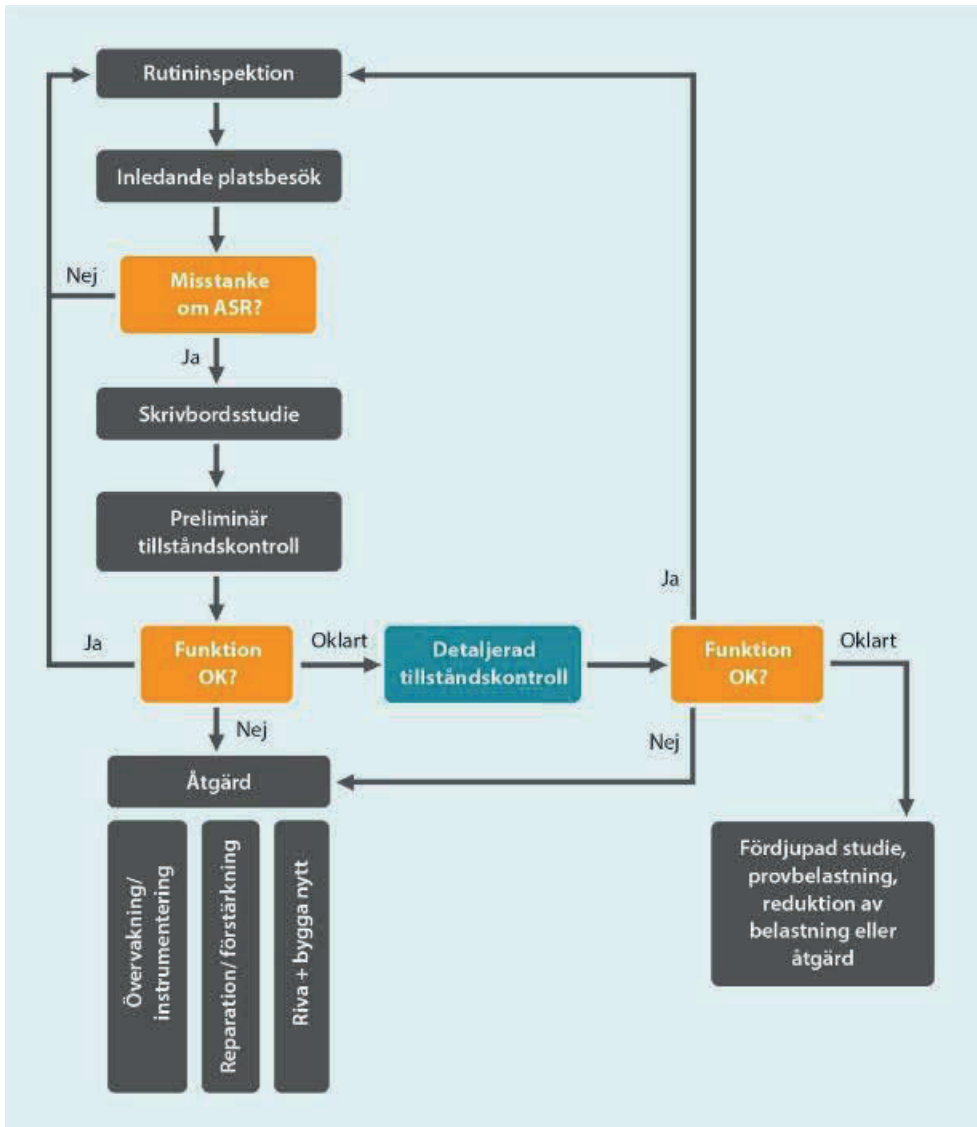 Rutininspektion
Inledande platsbesök
Nej
Misstanke
om ASR?
Ja
Skrivbordsstudie
Preliminär
tillståndskontroll
Ja
Ja
Funktion
OK?
Oklart
Detaljerad
tillståndskontroll
Funktion
OK?
Oklart
Nej
Nej
Åtgärd
Övervakning/
instrumentering
Reparation/förstärkning
Riva + bygga nytt
Fördjupad studie,
provbelastning,
reduktion av
belastning eller
åtgärd